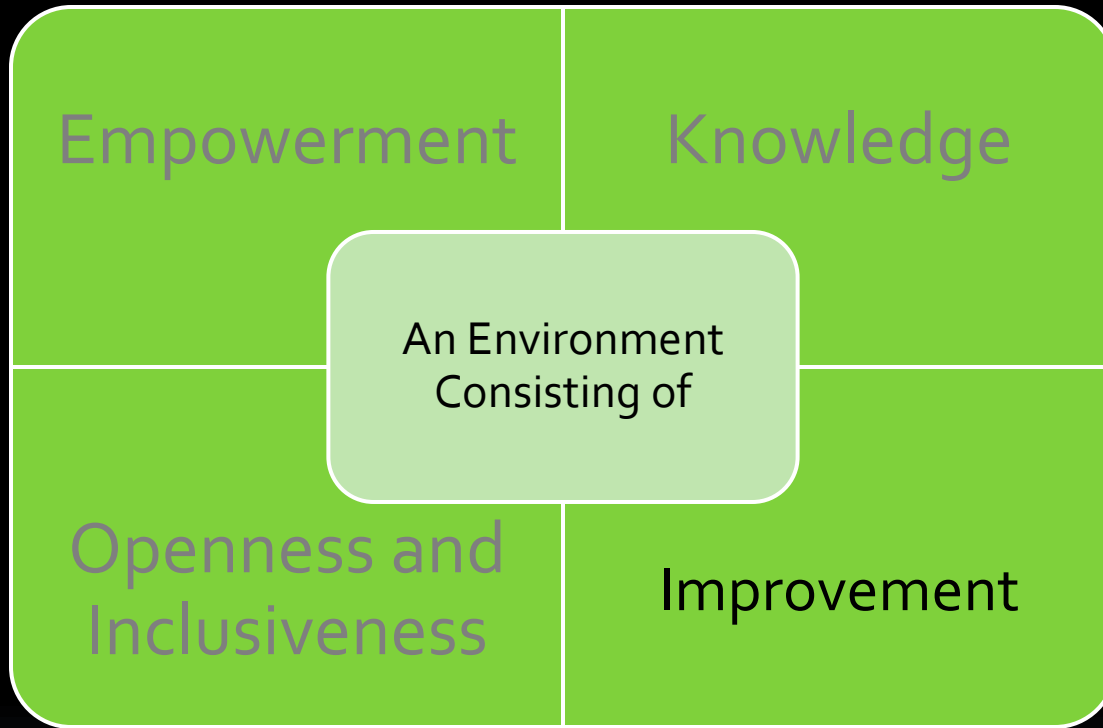 Empowerment
Knowledge
An Environment
Consisting of
Openness and
Inclusiveness
Improvement